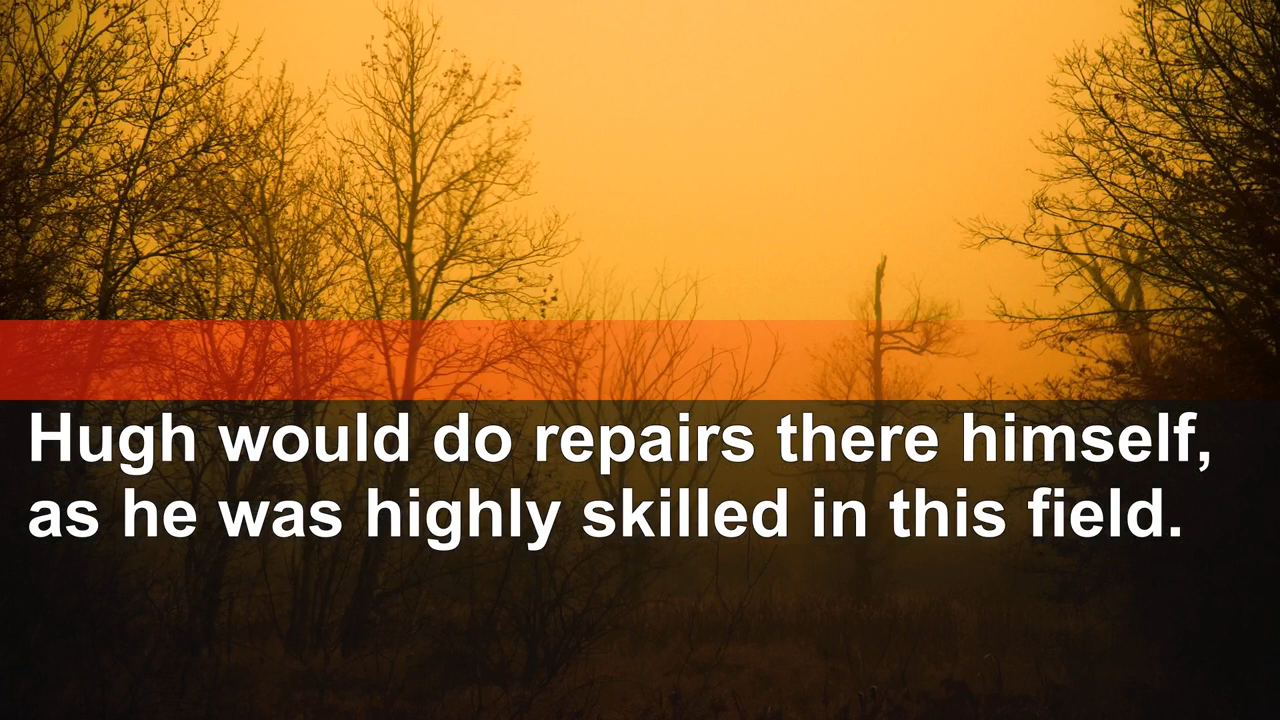 Hugh would do repairs there himself,
as he was highly skilled in this field.